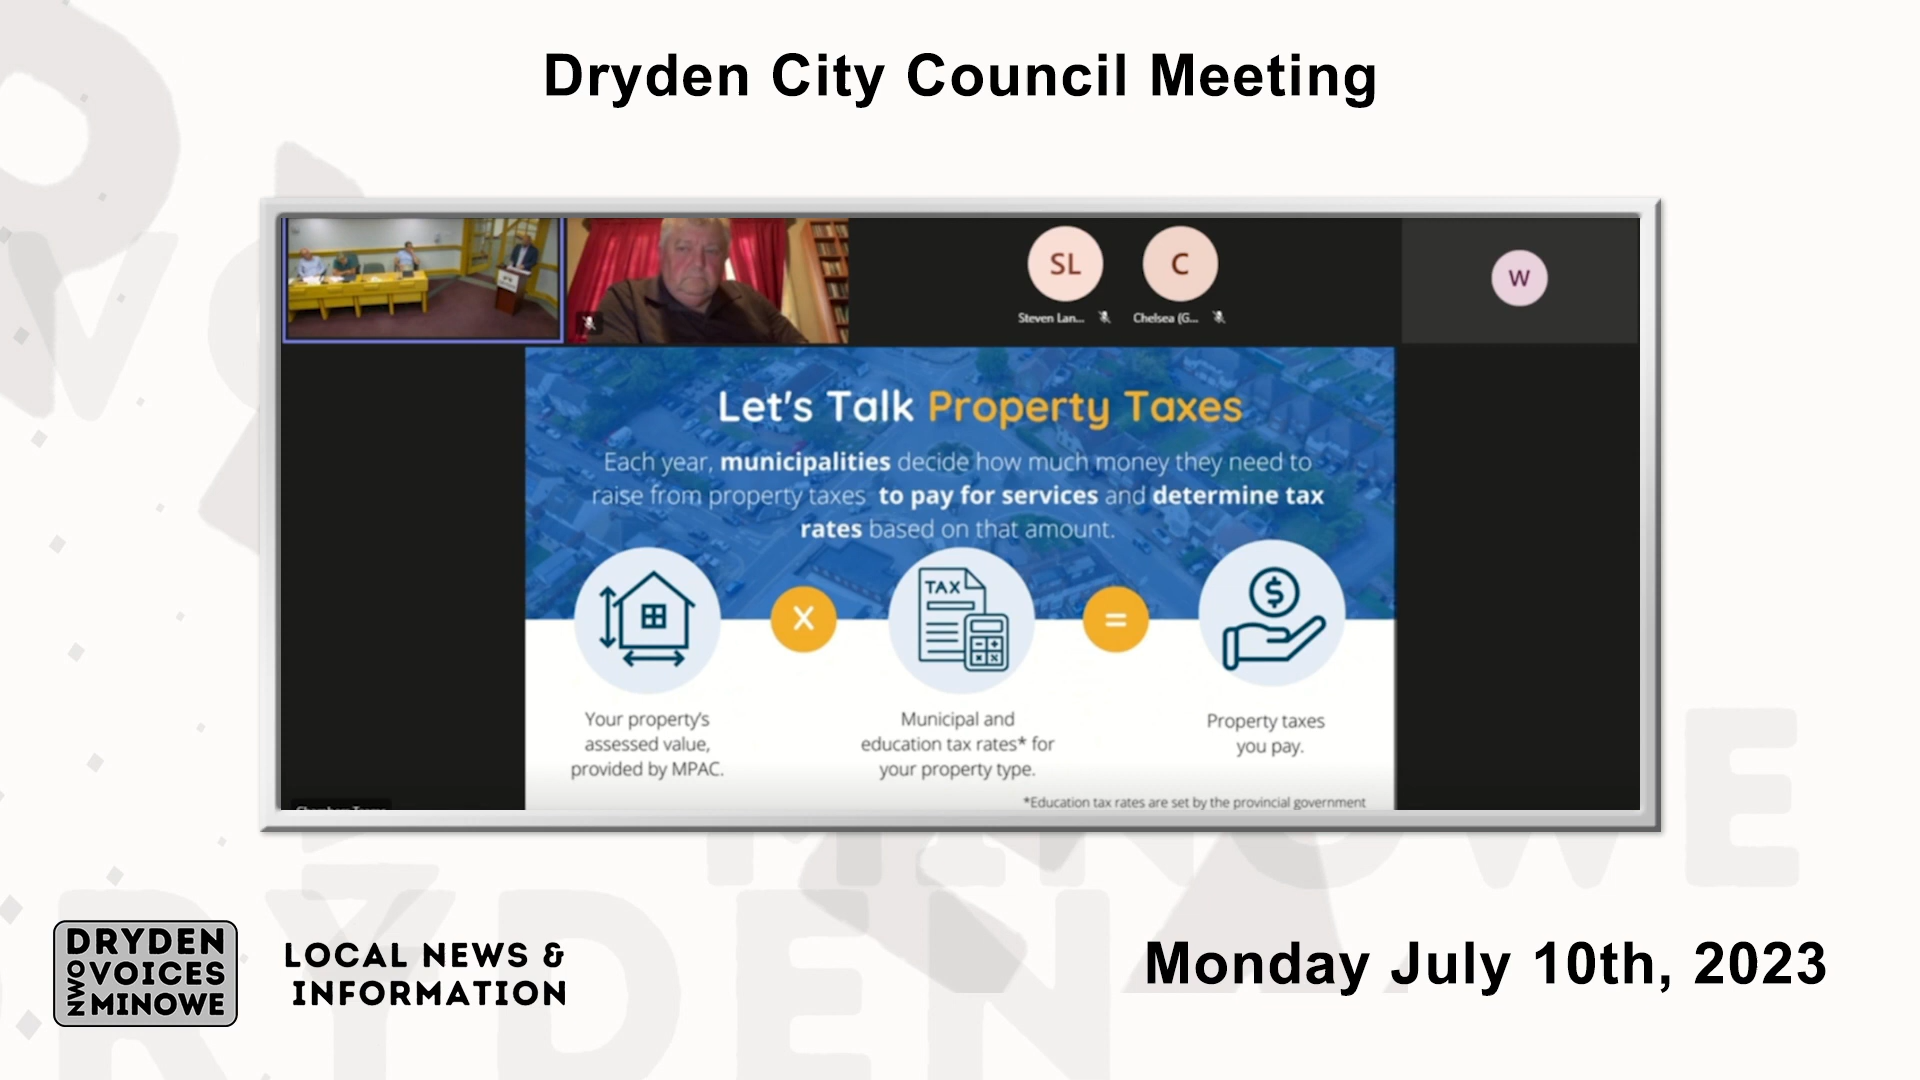 Dryden City Council Meeting
SL
C
W
Steven Lan...
Chelsea (G...
Let's Talk Property Taxes
Each year, municipalities decide how much money they need to
raise from property taxes to pay for services and determine tax
rates based on that amount.
TAX
X
=
$
Your property's
assessed value,
provided by MPAC.
Municipal and
education tax rates* for
your property type.
Property taxes
you pay.
*Education tax rates are set by the provincial government
DRYDEN
NWO VOICES
MINOWE
LOCAL NEWS &
INFORMATION
Monday July 10th, 2023
MINOWE
DRYDEN